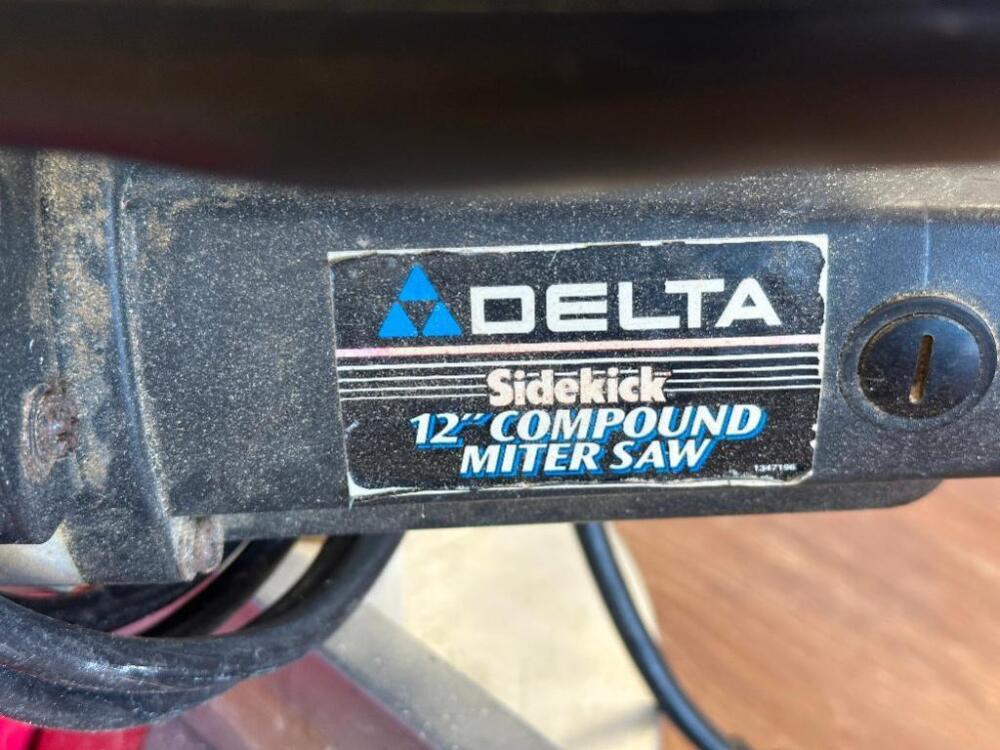 DELTA
Sidekick
12" COMPOUND
MITER SAW
1347196